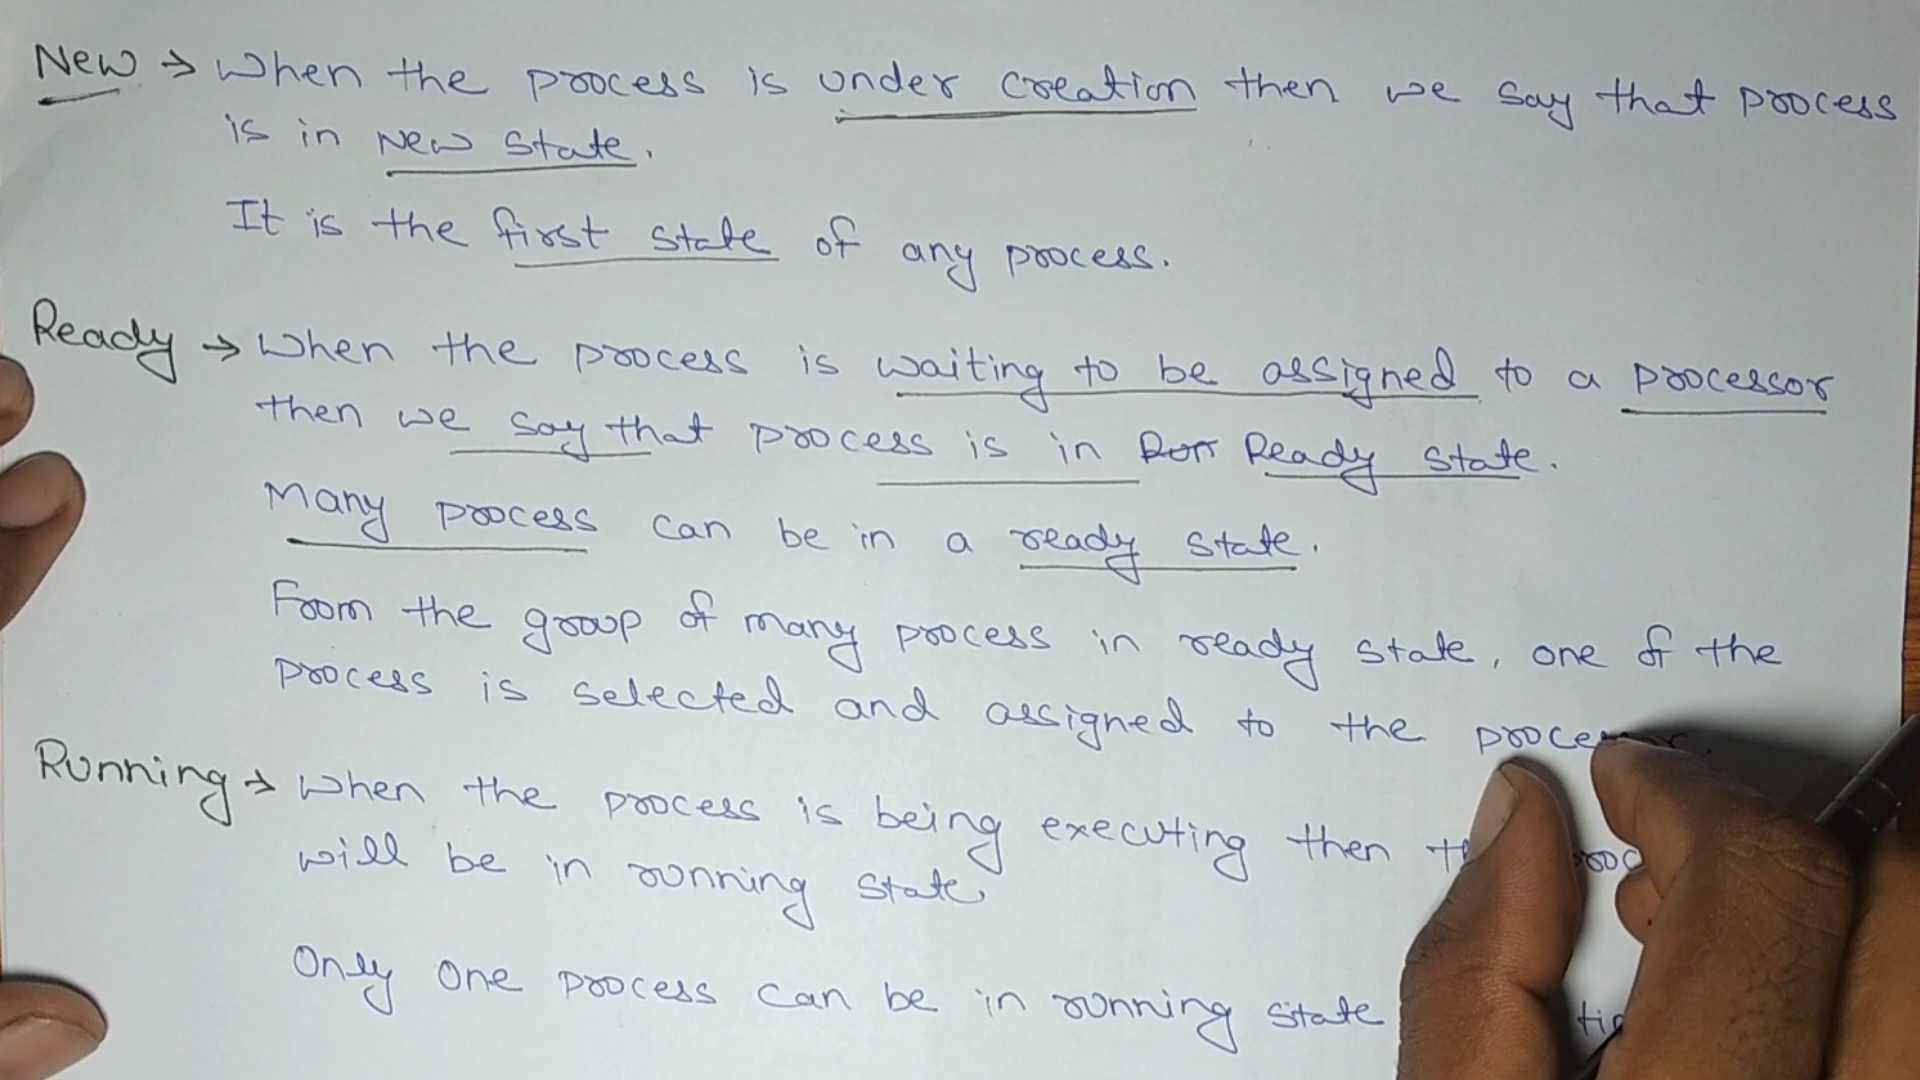 New → When the process is under creation then we say that process
is in New state.
It is the first state of any process.
Ready → When the process is waiting to be assigned to a processor
then we say that process is in Run Ready state.
Many process can be in a ready state.
From the group of many process in ready state, one of the
process is selected and assigned to the
Running → When the process is being executing then
will be in running state.
Only one process can be in running state